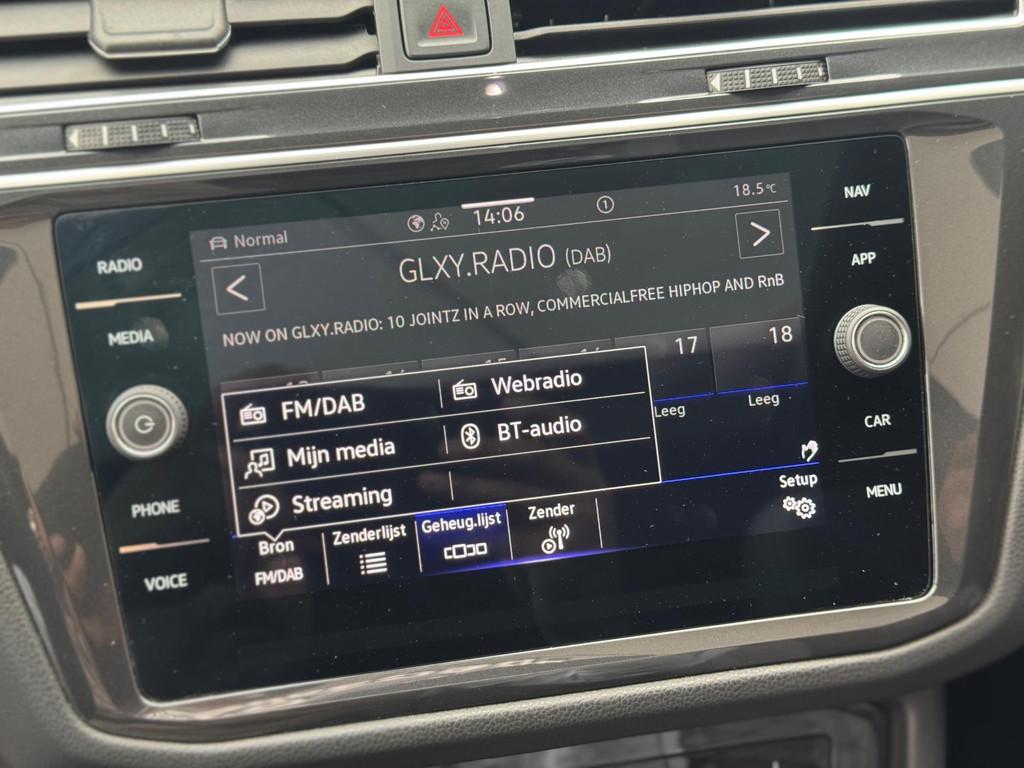 NAV
18.5°C
14:06
1
Normal
RADIO
GLXY.RADIO (DAB)
APP
NOW ON GLXY.RADIO: 10 JOINTZ IN A ROW, COMMERCIALFREE HIPHOP AND RnB
MEDIA
17
18
Webradio
FM/DAB
Leeg
Leeg
BT-audio
Mijn media
CAR
Streaming
Setup
PHONE
MENU
Bron
Zenderlijst
Geheug.lijst
Zender
FM/DAB
VOICE